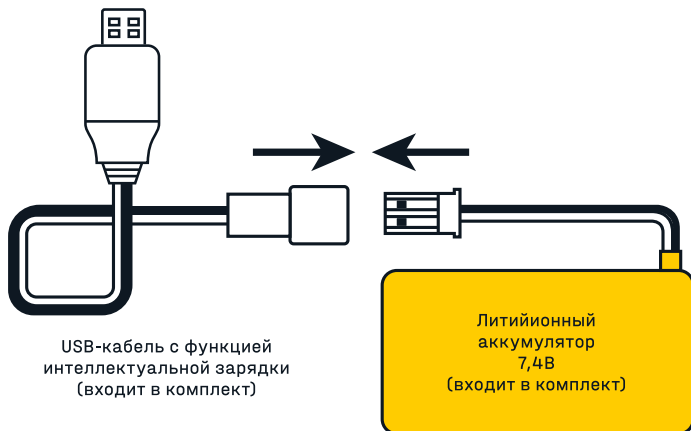 USB-кабель с функцией
интеллектуальной зарядки
(входит в комплект)
Литийионный
аккумулятор
7,4В
(входит в комплект)